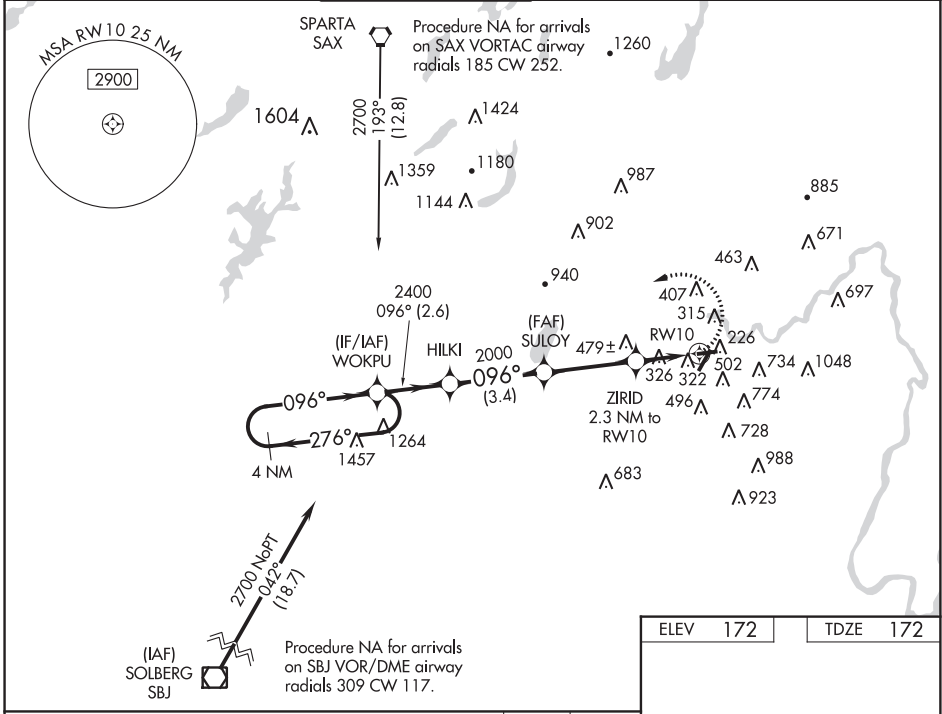 MSA RW10 25 NM
2900
SPARTA
SAX
Procedure NA for arrivals
on SAX VORTAC airway
radials 185 CW 252.
1260
1604
2700
193°
(12.8)
1424
1359
1180
1144
987
885
902
671
463
940
407
697
315
2400
096° (2.6)
(IF/IAF)
WOKPU
HILKI
2000
096°
(3.4)
(FAF)
SULOY
479±
RW10
226
326
322
502
734
1048
096°
276°
1264
1457
4 NM
ZIRID
2.3 NM to
RW10
496
774
728
683
988
923
2700 NoPT
042°
(18.7)
(IAF)
SOLBERG
SBJ
Procedure NA for arrivals
on SBJ VOR/DME airway
radials 309 CW 117.
ELEV 172
TDZE 172